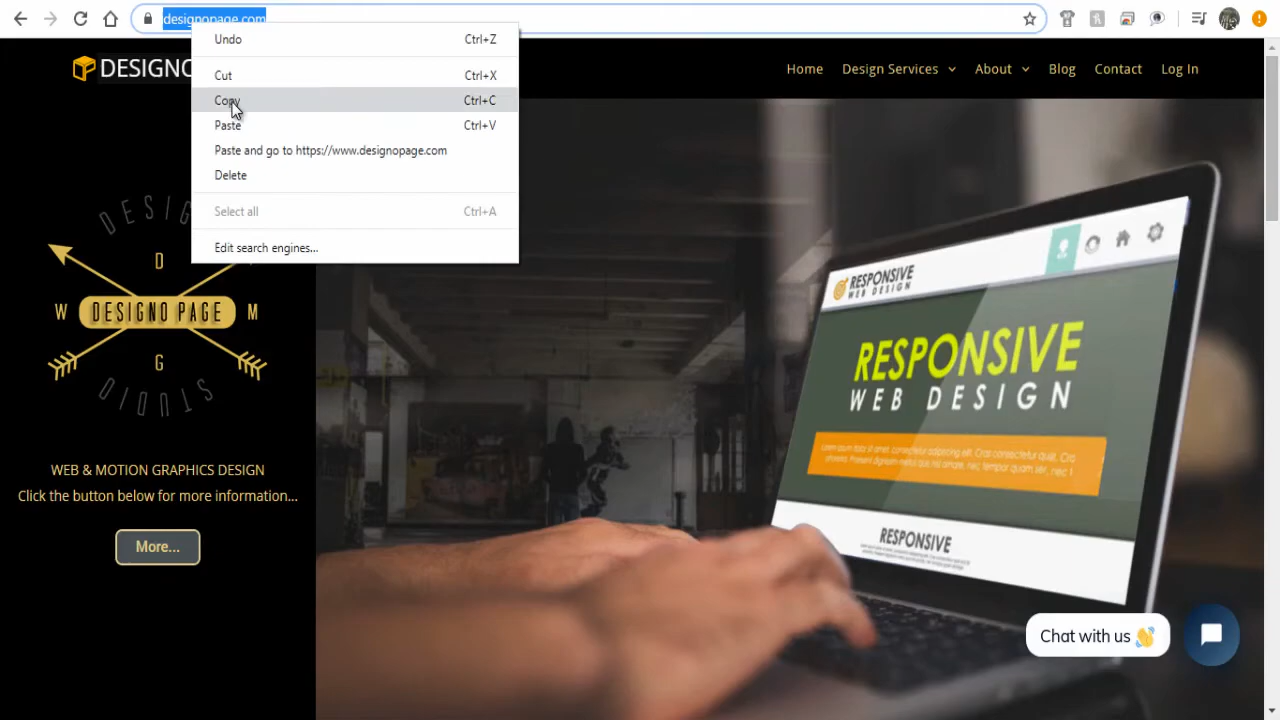 designopage.com
Undo Ctrl+Z
Cut Ctrl+X
Copy Ctrl+C
Paste Ctrl+V
Paste and go to https://www.designopage.com
Delete
Select all Ctrl+A
Edit search engines...
DESIGNO
Home Design Services About Blog Contact Log In
D
W DESIGNO PAGE M
G
STUDIO
WEB & MOTION GRAPHICS DESIGN
Click the button below for more information...
More...
RESPONSIVE
WEB DESIGN
RESPONSIVE
WEB DESIGN
RESPONSIVE
Chat with us 👋